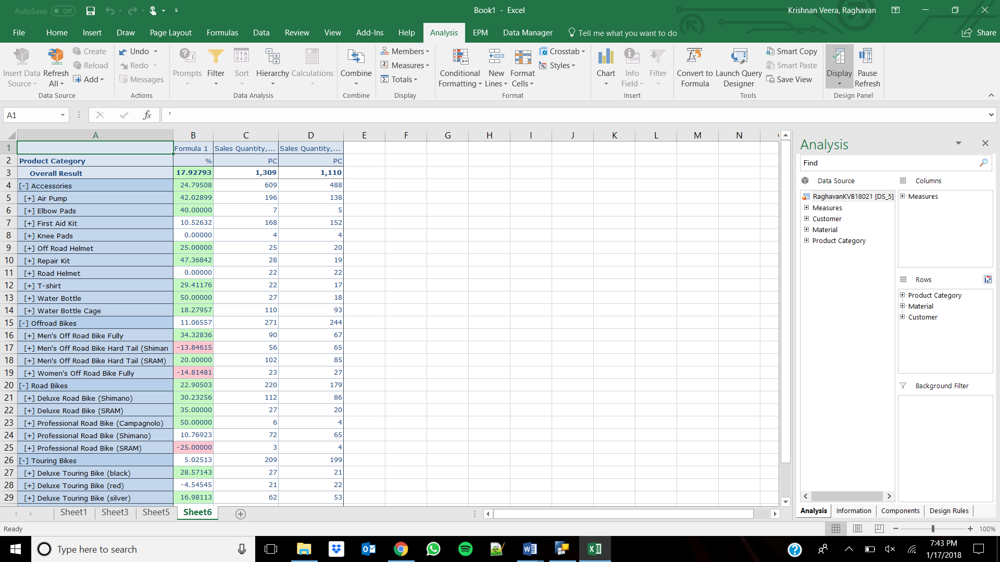 AutoSave Off
Book1 - Excel
Krishnan Veera, Raghavan
File Home Insert Draw Page Layout Formulas Data Review View Add-Ins Help Analysis EPM Data Manager Tell me what you want to do Share
Insert Data Source
Refresh All
Create
Reload
Add
Data Source
Undo
Redo
Messages
Actions
Prompts
Filter
Sort
Hierarchy
Calculations
Data Analysis
Combine
Combine
Members
Measures
Totals
Display
Conditional Formatting
New Lines
Format Cells
Crosstab
Styles
Format
Chart
Info Field
Filter
Insert
Convert to Formula
Launch Query Designer
Smart Copy
Smart Paste
Save View
Tools
Display
Pause Refresh
Design Panel
A1 fx '
A B C D E F G H I J K L M N
1 Formula 1 Sales Quantity,... Sales Quantity,...
2 Product Category % PC PC
3 Overall Result 17.92793 1,309 1,110
4 [-] Accessories 24.79508 609 488
5 [+] Air Pump 42.02899 196 138
6 [+] Elbow Pads 40.00000 7 5
7 [+] First Aid Kit 10.52632 168 152
8 [+] Knee Pads 0.00000 4 4
9 [+] Off Road Helmet 25.00000 25 20
10 [+] Repair Kit 47.36842 28 19
11 [+] Road Helmet 0.00000 22 22
12 [+] T-shirt 29.41176 22 17
13 [+] Water Bottle 50.00000 27 18
14 [+] Water Bottle Cage 18.27957 110 93
15 [-] Offroad Bikes 11.06557 271 244
16 [+] Men's Off Road Bike Fully 34.32836 90 67
17 [+] Men's Off Road Bike Hard Tail (Shiman -13.84615 56 65
18 [+] Men's Off Road Bike Hard Tail (SRAM) 20.00000 102 85
19 [+] Women's Off Road Bike Fully -14.81481 23 27
20 [-] Road Bikes 22.90503 220 179
21 [+] Deluxe Road Bike (Shimano) 30.23256 112 86
22 [+] Deluxe Road Bike (SRAM) 35.00000 27 20
23 [+] Professional Road Bike (Campagnolo) 50.00000 6 4
24 [+] Professional Road Bike (Shimano) 10.76923 72 65
25 [+] Professional Road Bike (SRAM) -25.00000 3 4
26 [-] Touring Bikes 5.02513 209 199
27 [+] Deluxe Touring Bike (black) 28.57143 27 21
28 [+] Deluxe Touring Bike (red) -4.54545 21 22
29 [+] Deluxe Touring Bike (silver) 16.98113 62 53
Analysis
Find
Data Source
RaghavanKVB18021 [DS_5]
Measures
Customer
Material
Product Category
Columns
Measures
Rows
Product Category
Material
Customer
Background Filter
Analysis Information Components Design Rules
Sheet1 Sheet3 Sheet5 Sheet6
Ready
100%
Type here to search
7:43 PM
1/17/2018